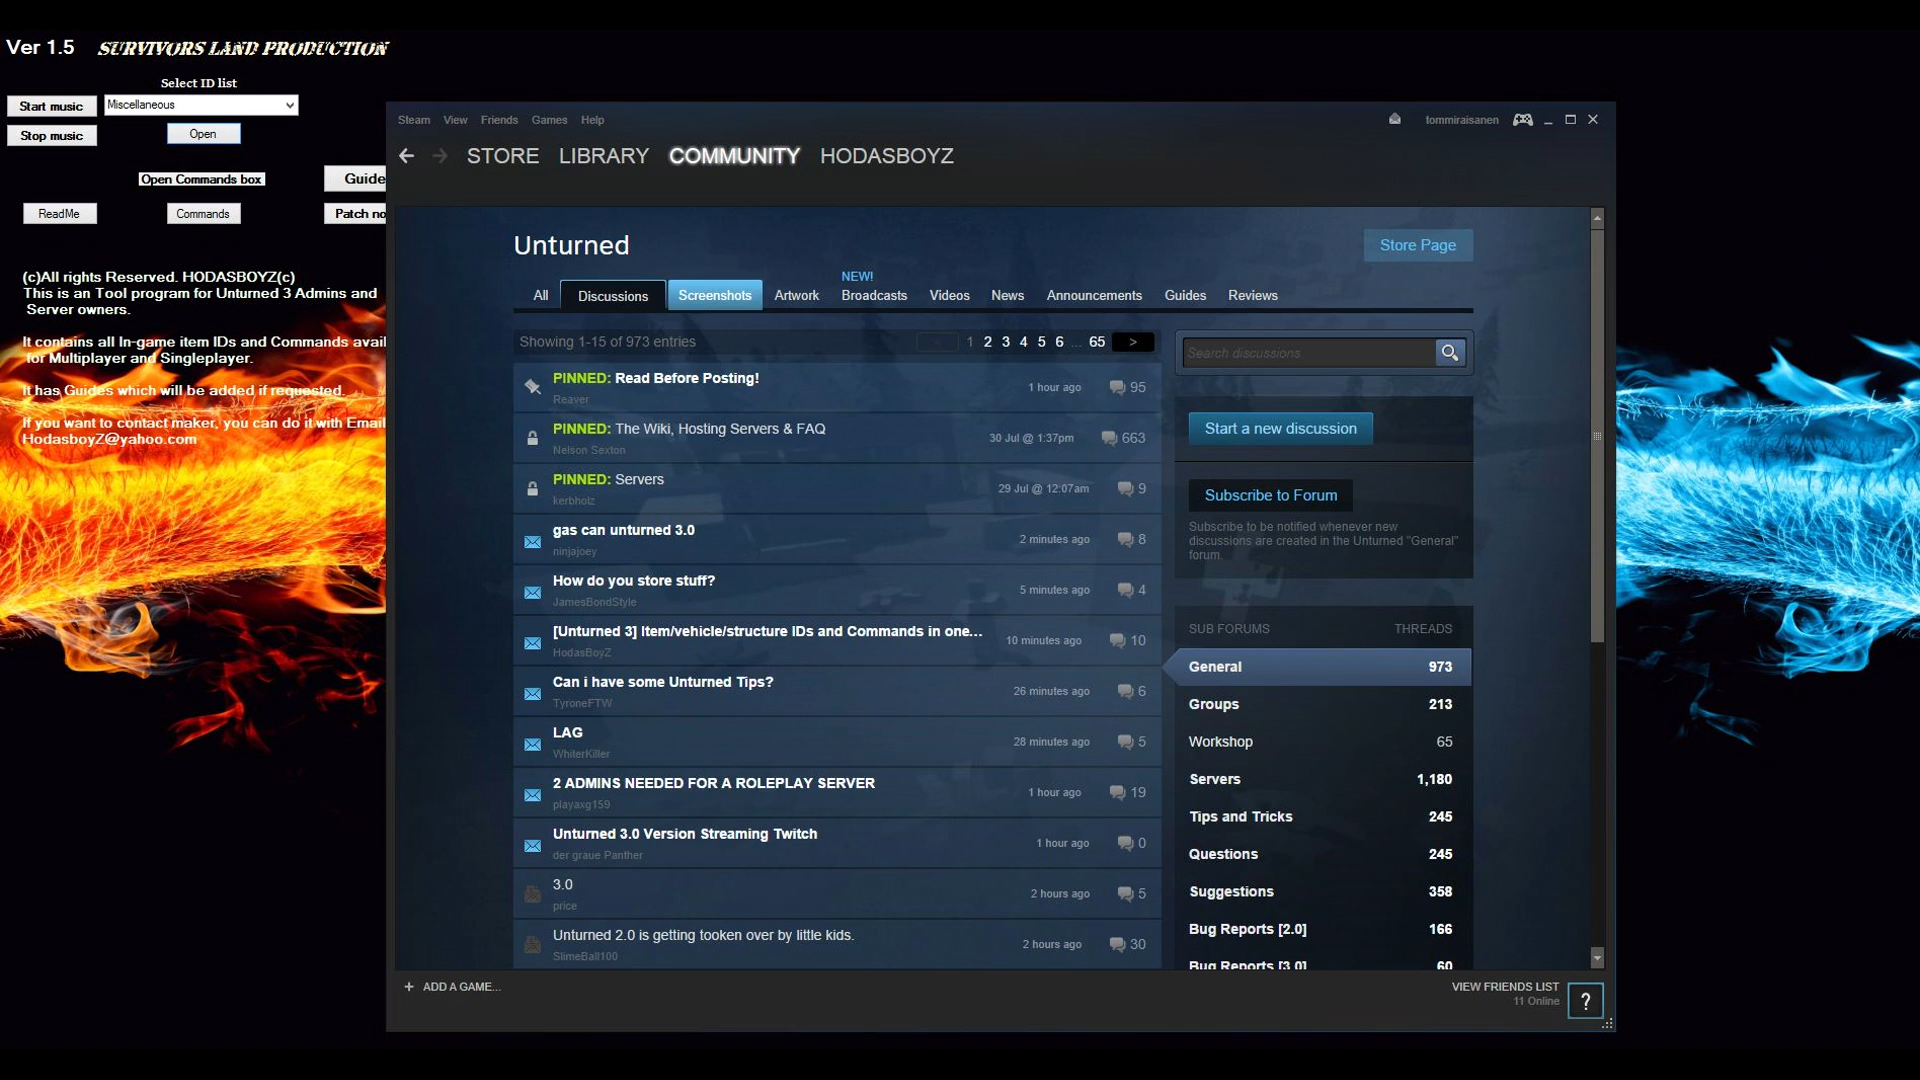 Ver 1.5 SURVIVORS LAND PRODUCTION
Select ID list
Start music
Miscellaneous
Stop music
Open
Open Commands box
Guide
ReadMe
Commands
Patch no
(c)All rights Reserved. HODASBOYZ(c)
This is an Tool program for Unturned 3 Admins and
Server owners.
It contains all In-game item IDs and Commands avail
for Multiplayer and Singleplayer.
It has Guides which will be added if requested.
If you want to contact maker, you can do it with Email
HodasboyZ@yahoo.com
Steam View Friends Games Help
tommiraisanen
STORE LIBRARY COMMUNITY HODASBOYZ
Unturned
Store Page
NEW!
All Discussions Screenshots Artwork Broadcasts Videos News Announcements Guides Reviews
Showing 1-15 of 973 entries
< 1 2 3 4 5 6 ... 65 >
PINNED: Read Before Posting!
Reaver
1 hour ago 95
PINNED: The Wiki, Hosting Servers & FAQ
Nelson Sexton
30 Jul @ 1:37pm 663
PINNED: Servers
kerbholz
29 Jul @ 12:07am 9
gas can unturned 3.0
ninjajoey
2 minutes ago 8
How do you store stuff?
JamesBondStyle
5 minutes ago 4
[Unturned 3] Item/vehicle/structure IDs and Commands in one...
HodasBoyZ
10 minutes ago 10
Can i have some Unturned Tips?
TyroneFTW
26 minutes ago 6
LAG
WhiterKiller
28 minutes ago 5
2 ADMINS NEEDED FOR A ROLEPLAY SERVER
playaxg159
1 hour ago 19
Unturned 3.0 Version Streaming Twitch
der graue Panther
1 hour ago 0
3.0
price
2 hours ago 5
Unturned 2.0 is getting tooken over by little kids.
SlimeBall100
2 hours ago 30
Search discussions
Start a new discussion
Subscribe to Forum
Subscribe to be notified whenever new
discussions are created in the Unturned "General"
forum.
SUB FORUMS THREADS
General 973
Groups 213
Workshop 65
Servers 1,180
Tips and Tricks 245
Questions 245
Suggestions 358
Bug Reports [2.0] 166
Bug Reports [3.0] 60
+ ADD A GAME...
VIEW FRIENDS LIST
11 Online
?